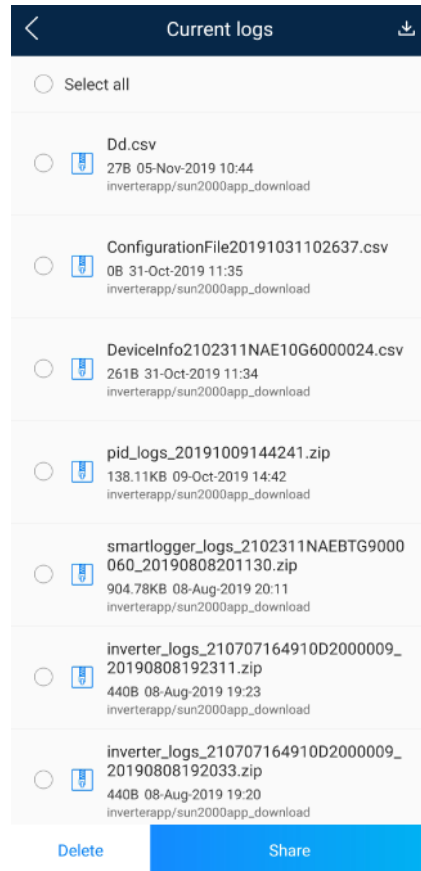 Current logs
Select all
Dd.csv
27B 05-Nov-2019 10:44
inverterapp/sun2000app_download
ConfigurationFile20191031102637.csv
0B 31-Oct-2019 11:35
inverterapp/sun2000app_download
DeviceInfo2102311NAE10G6000024.csv
261B 31-Oct-2019 11:34
inverterapp/sun2000app_download
pid_logs_20191009144241.zip
138.11KB 09-Oct-2019 14:42
inverterapp/sun2000app_download
smartlogger_logs_2102311NAEBTG9000
060_20190808201130.zip
904.78KB 08-Aug-2019 20:11
inverterapp/sun2000app_download
inverter_logs_210707164910D2000009_
20190808192311.zip
440B 08-Aug-2019 19:23
inverterapp/sun2000app_download
inverter_logs_210707164910D2000009_
20190808192033.zip
440B 08-Aug-2019 19:20
inverterapp/sun2000app_download
Delete Share